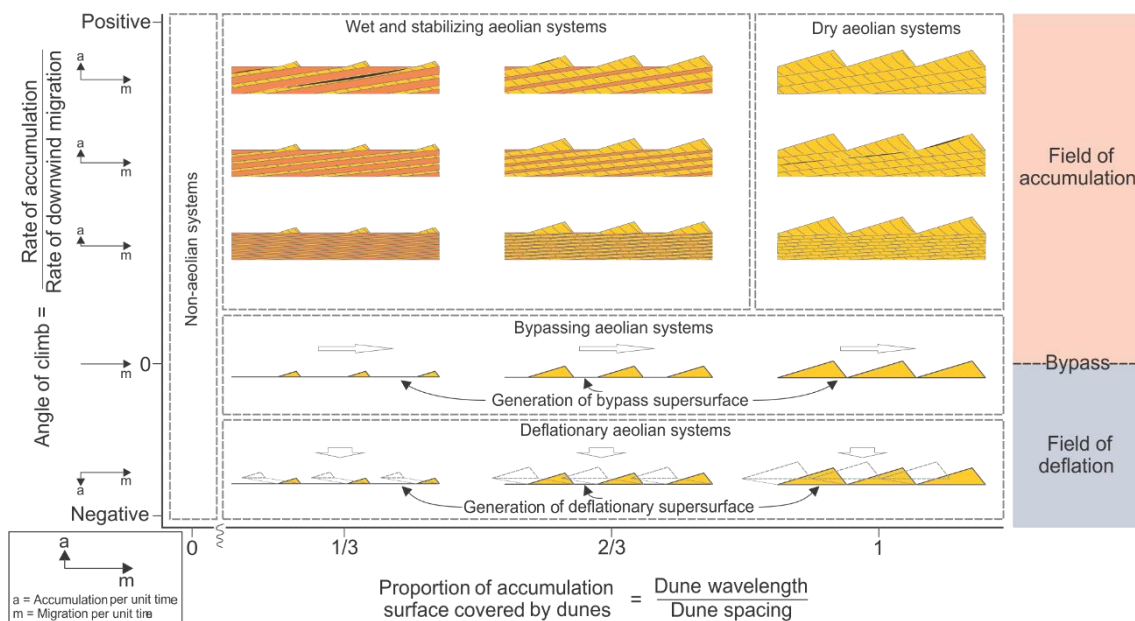 Positive
Wet and stabilizing aeolian systems
Dry aeolian systems
a
m
a
m
a
m
Rate of accumulation
Rate of downwind migration
Angle of climb =
Non-aeolian systems
Field of
accumulation
Bypassing aeolian systems
m
0
Generation of bypass supersurface
Bypass
Deflationary aeolian systems
Field of
deflation
m
a
Generation of deflationary supersurface
Negative
0
1/3
2/3
1
a
m
a = Accumulation per unit time
m = Migration per unit time
Proportion of accumulation
surface covered by dunes
=
Dune wavelength
Dune spacing